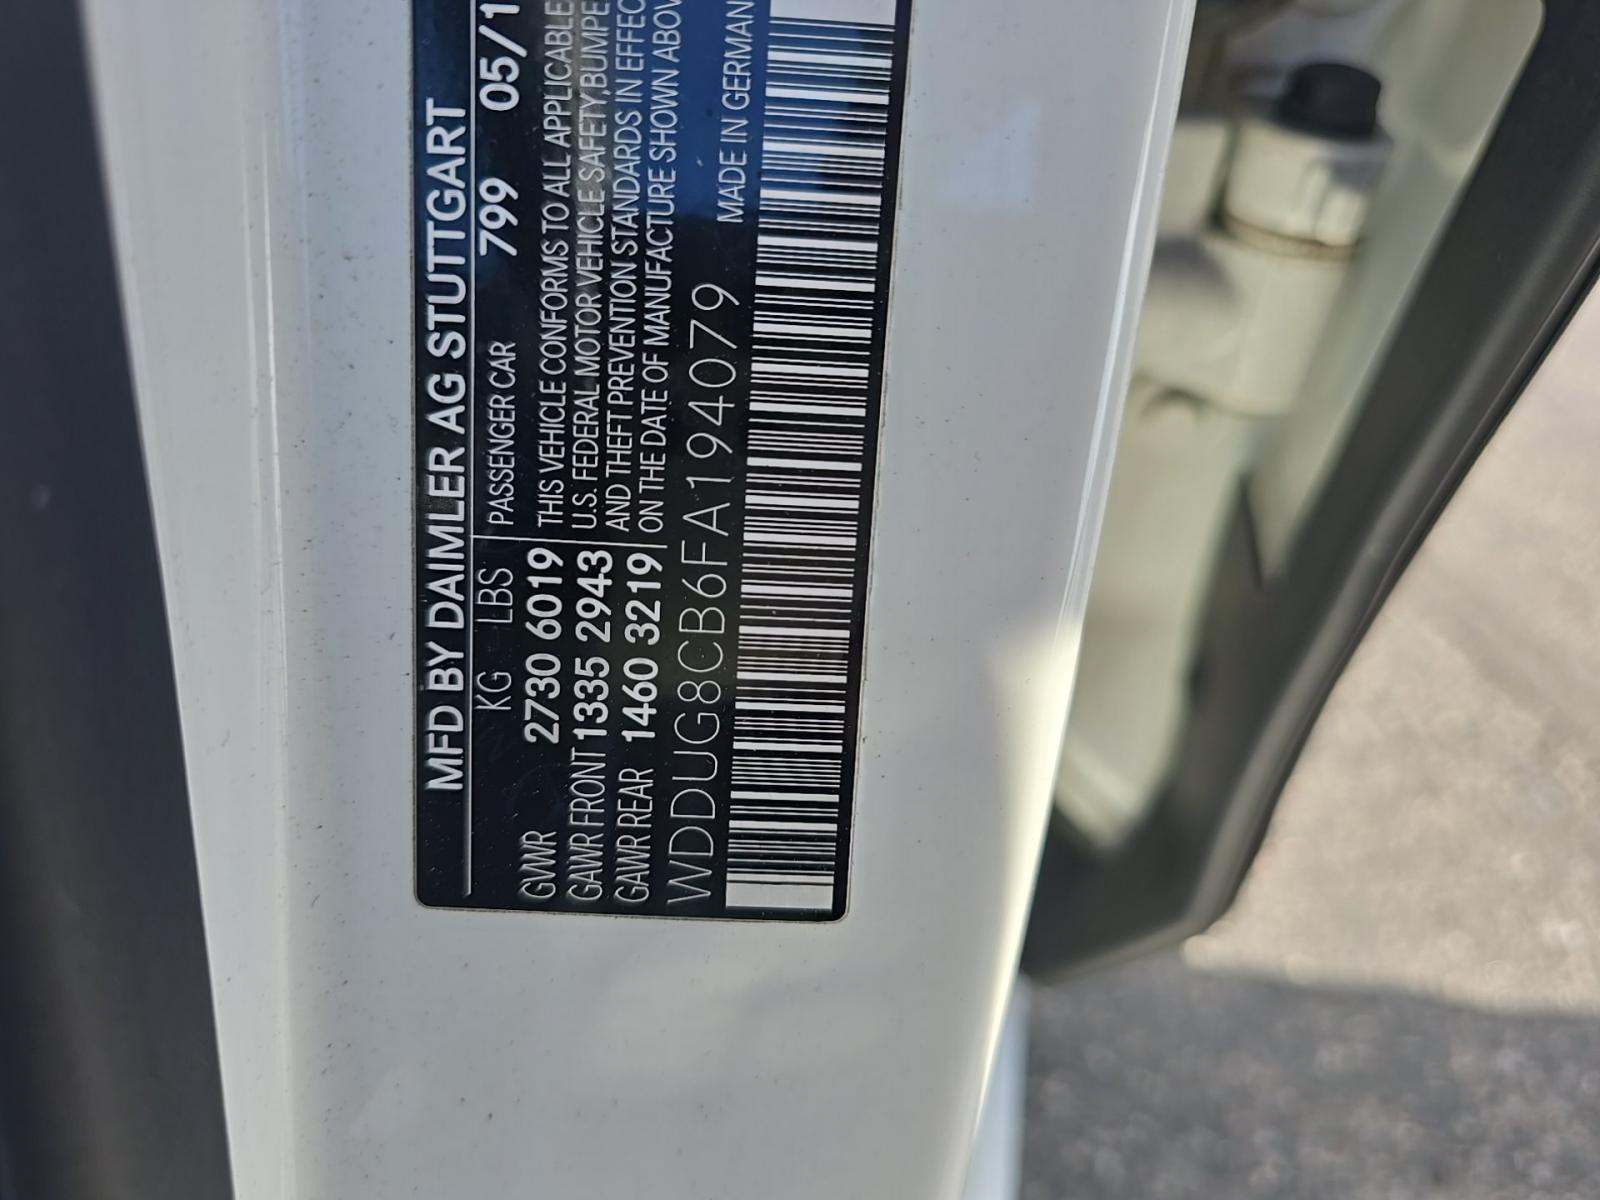 MFD BY DAIMLER AG STUTTGART
KG LBS PASSENGER CAR 799 05/1
GVWR 2730 6019
GAWR FRONT 1335 2943
GAWR REAR 1460 3219
THIS VEHICLE CONFORMS TO ALL APPLICABLE
U.S. FEDERAL MOTOR VEHICLE SAFETY, BUMPE
AND THEFT PREVENTION STANDARDS IN EFFEC
ON THE DATE OF MANUFACTURE SHOWN ABOV
WDDUG8CB6FA194079 MADE IN GERMAN